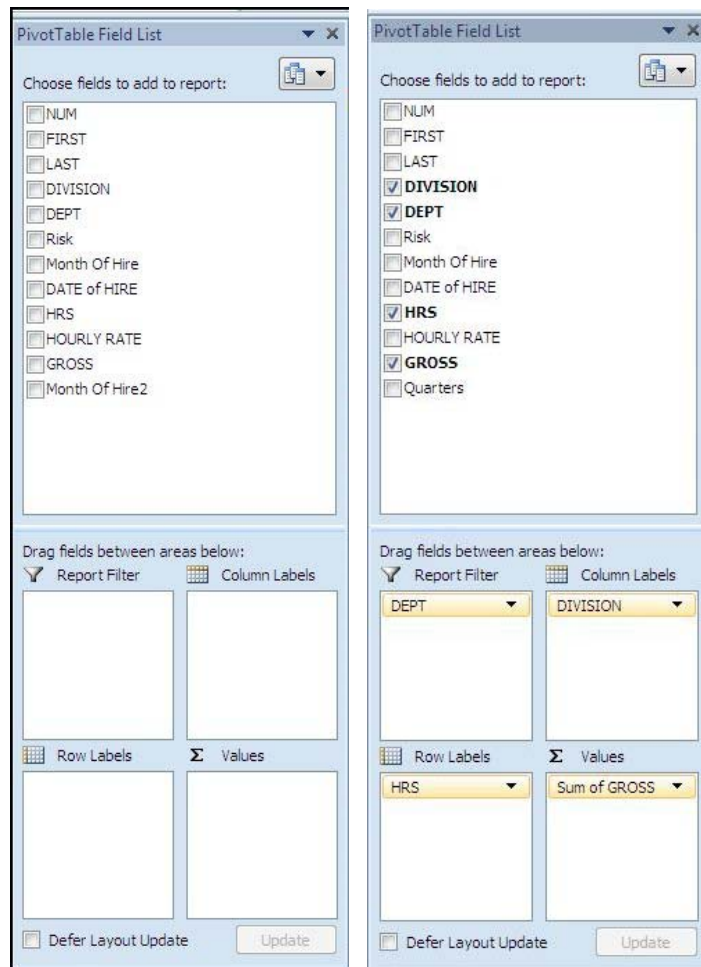 PivotTable Field List
Choose fields to add to report:
NUM
FIRST
LAST
DIVISION
DEPT
Risk
Month Of Hire
DATE of HIRE
HRS
HOURLY RATE
GROSS
Month Of Hire2
Drag fields between areas below:
Report Filter
Column Labels
Row Labels
Σ Values
Defer Layout Update
Update
PivotTable Field List
Choose fields to add to report:
NUM
FIRST
LAST
DIVISION
DEPT
Risk
Month Of Hire
DATE of HIRE
HRS
HOURLY RATE
GROSS
Quarters
Drag fields between areas below:
Report Filter
Column Labels
DEPT
DIVISION
Row Labels
Σ Values
HRS
Sum of GROSS
Defer Layout Update
Update